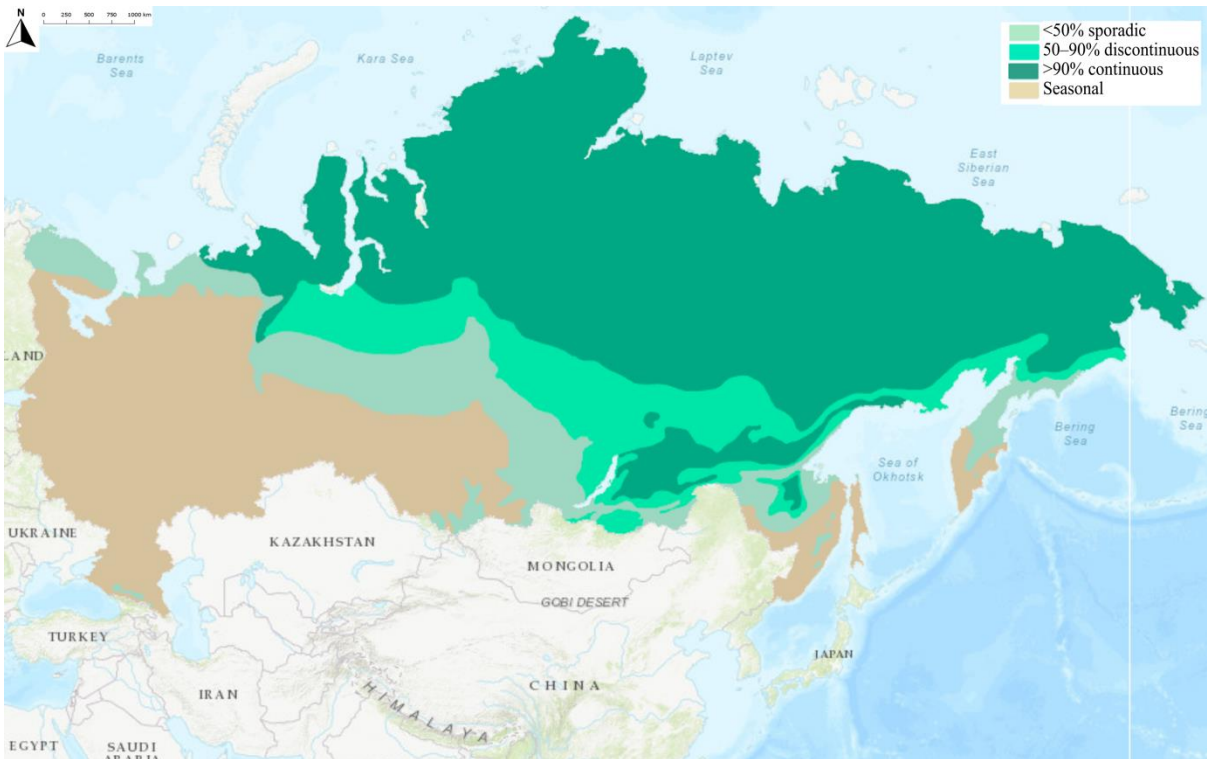 N
0 250 500 750 1000 km
<50% sporadic
50–90% discontinuous
>90% continuous
Seasonal
Barents
Sea
Kara Sea
Laptev
Sea
East
Siberian
Sea
LAND
Bering
Sea
Bering
Sea
Sea of
Okhotsk
UKRAINE
KAZAKHSTAN
MONGOLIA
GOBI DESERT
TURKEY
JAPAN
IRAN
CHINA
HIMALAYA
EGYPT
SAUDI
ARABIA